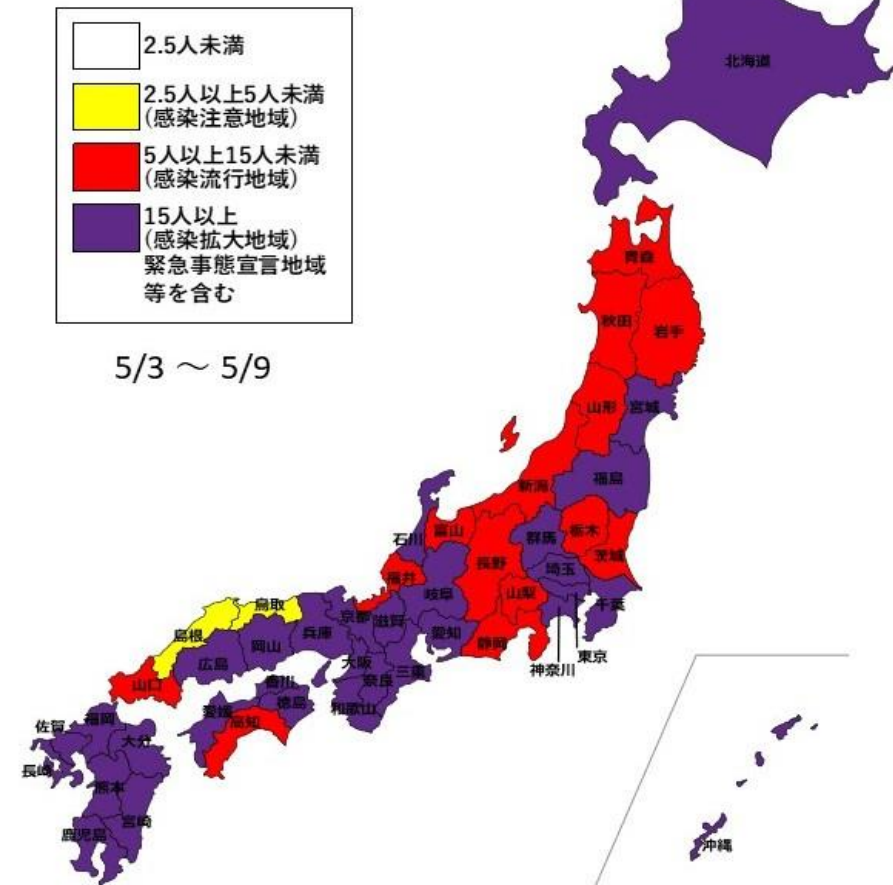 2.5人未満
2.5人以上5人未満
(感染注意地域)
5人以上15人未満
(感染流行地域)
15人以上
(感染拡大地域)
緊急事態宣言地域
等を含む
5/3 ～ 5/9
北海道
青森
秋田
岩手
山形
宮城
新潟
福島
石川
富山
群馬
栃木
茨城
長野
埼玉
福井
岐阜
山梨
千葉
鳥取
島根
岡山
兵庫
京都
滋賀
愛知
静岡
神奈川
東京
広島
大阪
奈良
三重
山口
香川
徳島
和歌山
愛媛
高知
佐賀
福岡
大分
長崎
熊本
宮崎
鹿児島
沖縄